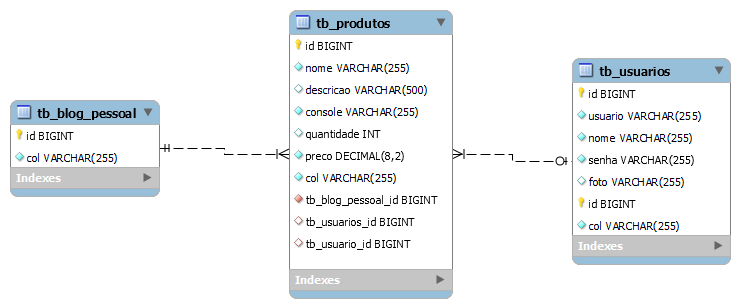 tb_blog_pessoal
id BIGINT
col VARCHAR(255)
Indexes
tb_produtos
id BIGINT
nome VARCHAR(255)
descricao VARCHAR(500)
console VARCHAR(255)
quantidade INT
preco DECIMAL(8,2)
col VARCHAR(255)
tb_blog_pessoal_id BIGINT
tb_usuarios_id BIGINT
tb_usuario_id BIGINT
Indexes
tb_usuarios
id BIGINT
usuario VARCHAR(255)
nome VARCHAR(255)
senha VARCHAR(255)
foto VARCHAR(255)
id BIGINT
col VARCHAR(255)
Indexes